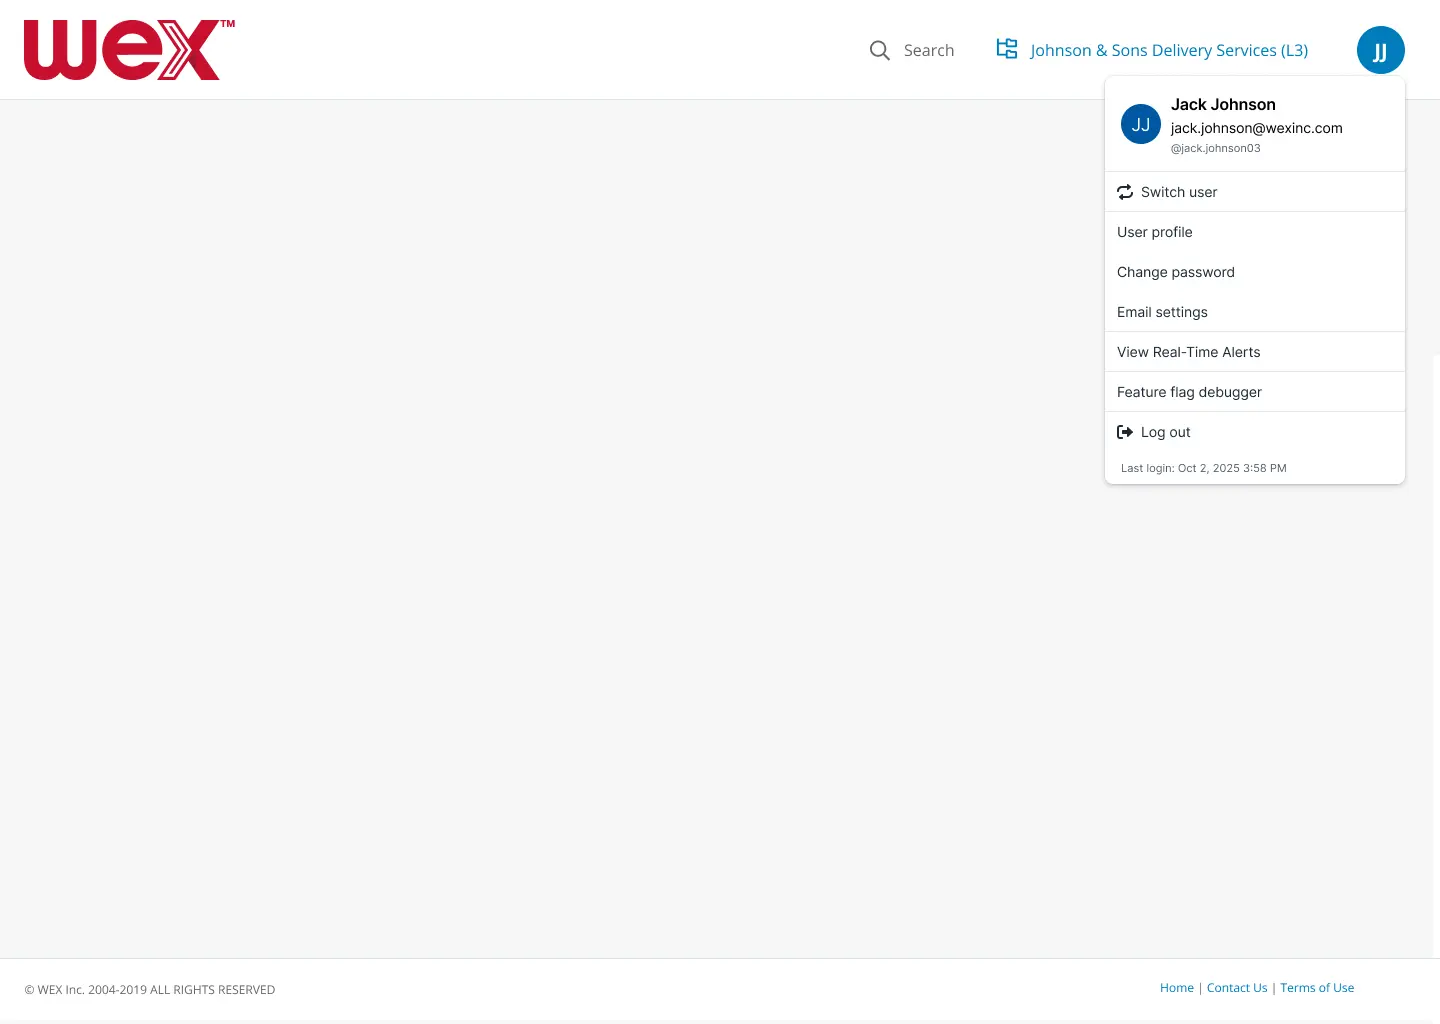 wex™
Search
Johnson & Sons Delivery Services (L3)
JJ
JJ
Jack Johnson
jack.johnson@wexinc.com
@jack.johnson03
Switch user
User profile
Change password
Email settings
View Real-Time Alerts
Feature flag debugger
Log out
Last login: Oct 2, 2025 3:58 PM
© WEX Inc. 2004-2019 ALL RIGHTS RESERVED
Home | Contact Us | Terms of Use